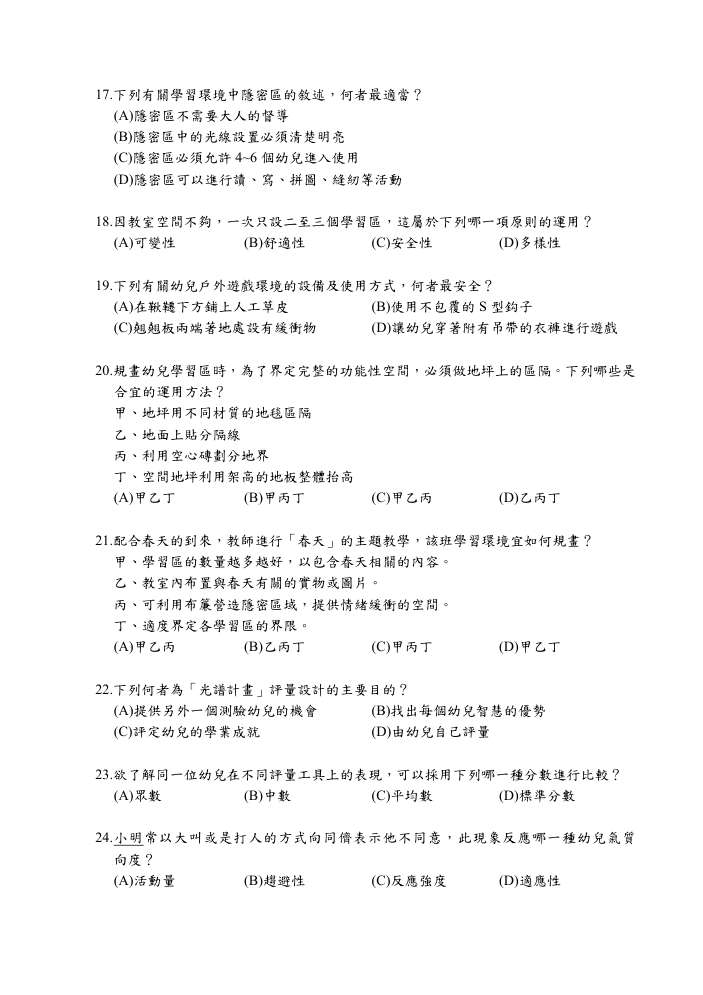 17.下列有關學習環境中隱密區的敘述，何者最適當？
(A)隱密區不需要大人的督導
(B)隱密區中的光線設置必須清楚明亮
(C)隱密區必須允許 4~6 個幼兒進入使用
(D)隱密區可以進行讀、寫、拼圖、縫紉等活動
18.因教室空間不夠，一次只設二至三個學習區，這屬於下列哪一項原則的運用？
(A)可變性 (B)舒適性 (C)安全性 (D)多樣性
19.下列有關幼兒戶外遊戲環境的設備及使用方式，何者最安全？
(A)在鞦韆下方鋪上人工草皮 (B)使用不包覆的 S 型鉤子
(C)翹翹板兩端著地處設有緩衝物 (D)讓幼兒穿著附有吊帶的衣褲進行遊戲
20.規畫幼兒學習區時，為了界定完整的功能性空間，必須做地坪上的區隔。下列哪些是
合宜的運用方法？
甲、地坪用不同材質的地毯區隔
乙、地面上貼分隔線
丙、利用空心磚劃分地界
丁、空間地坪利用架高的地板整體抬高
(A)甲乙丁 (B)甲丙丁 (C)甲乙丙 (D)乙丙丁
21.配合春天的到來，教師進行「春天」的主題教學，該班學習環境宜如何規畫？
甲、學習區的數量越多越好，以包含春天相關的內容。
乙、教室內布置與春天有關的實物或圖片。
丙、可利用布簾營造隱密區域，提供情緒緩衝的空間。
丁、適度界定各學習區的界限。
(A)甲乙丙 (B)乙丙丁 (C)甲丙丁 (D)甲乙丁
22.下列何者為「光譜計畫」評量設計的主要目的？
(A)提供另外一個測驗幼兒的機會 (B)找出每個幼兒智慧的優勢
(C)評定幼兒的學業成就 (D)由幼兒自己評量
23.欲了解同一位幼兒在不同評量工具上的表現，可以採用下列哪一種分數進行比較？
(A)眾數 (B)中數 (C)平均數 (D)標準分數
24.小明常以大叫或是打人的方式向同儕表示他不同意，此現象反應哪一種幼兒氣質
向度？
(A)活動量 (B)趨避性 (C)反應強度 (D)適應性